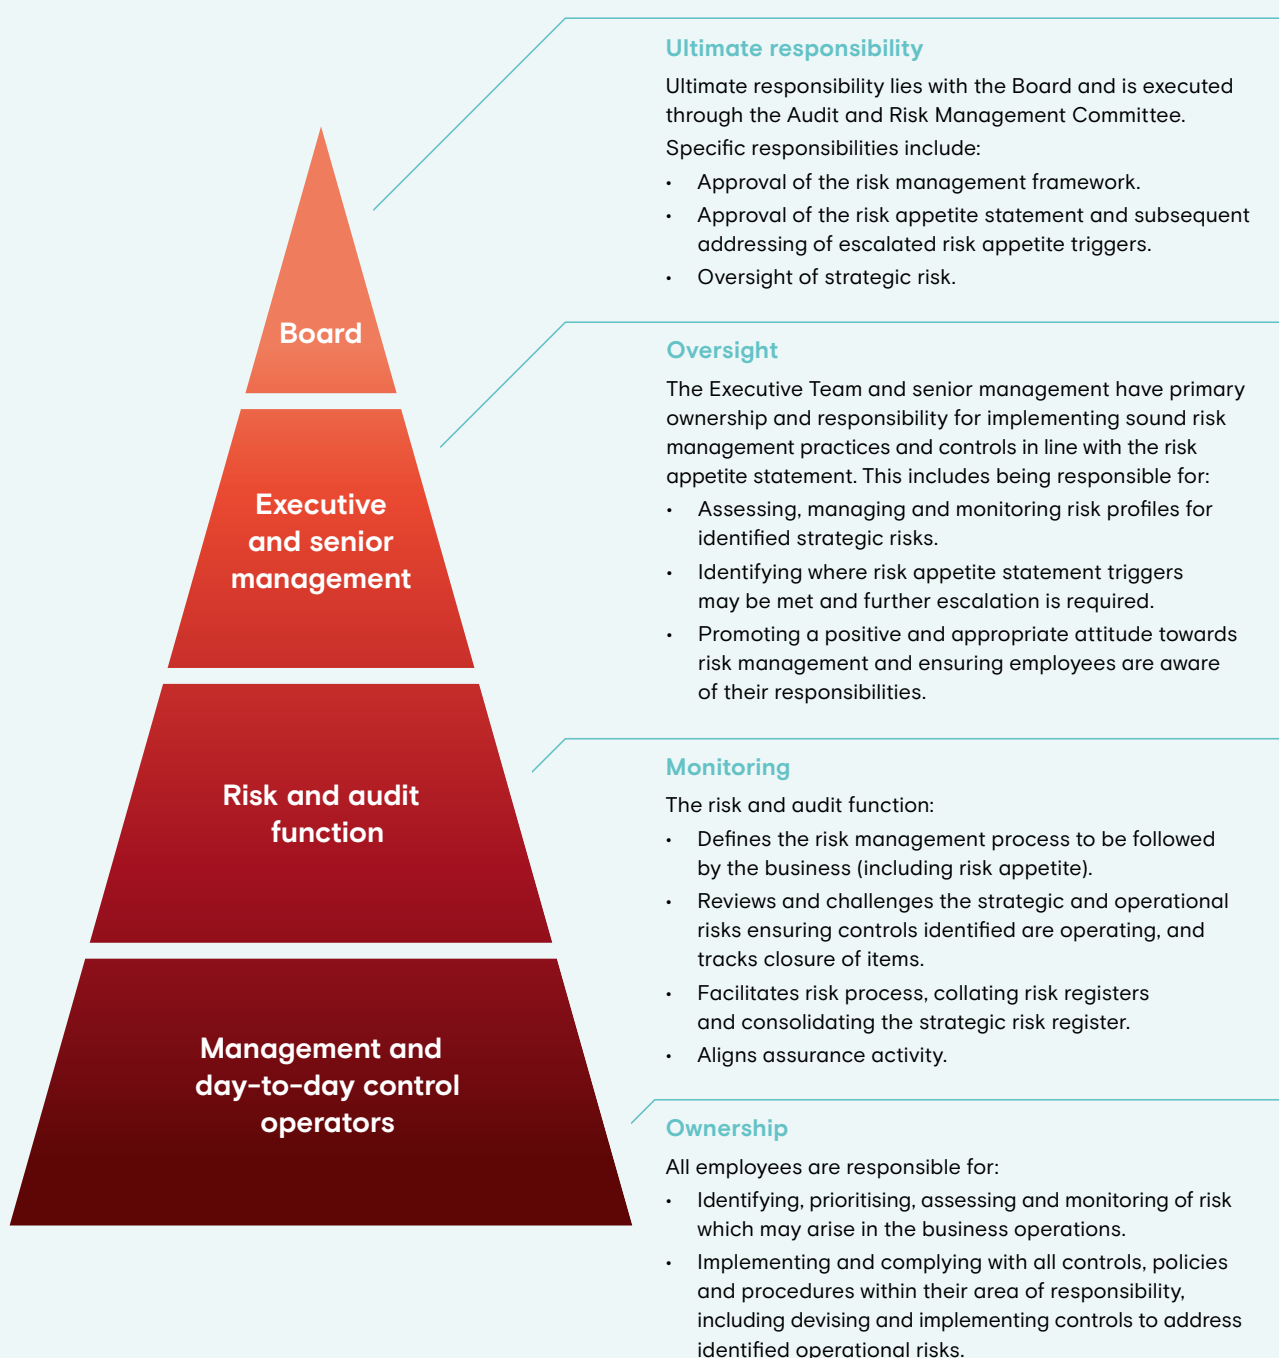 Ultimate responsibility
Ultimate responsibility lies with the Board and is executed
through the Audit and Risk Management Committee.
Specific responsibilities include:
• Approval of the risk management framework.
• Approval of the risk appetite statement and subsequent
addressing of escalated risk appetite triggers.
• Oversight of strategic risk.
Board
Oversight
The Executive Team and senior management have primary
ownership and responsibility for implementing sound risk
management practices and controls in line with the risk
appetite statement. This includes being responsible for:
• Assessing, managing and monitoring risk profiles for
identified strategic risks.
• Identifying where risk appetite statement triggers
may be met and further escalation is required.
• Promoting a positive and appropriate attitude towards
risk management and ensuring employees are aware
of their responsibilities.
Executive
and senior
management
Monitoring
The risk and audit function:
• Defines the risk management process to be followed
by the business (including risk appetite).
• Reviews and challenges the strategic and operational
risks ensuring controls identified are operating, and
tracks closure of items.
• Facilitates risk process, collating risk registers
and consolidating the strategic risk register.
• Aligns assurance activity.
Risk and audit
function
Ownership
All employees are responsible for:
• Identifying, prioritising, assessing and monitoring of risk
which may arise in the business operations.
• Implementing and complying with all controls, policies
and procedures within their area of responsibility,
including devising and implementing controls to address
identified operational risks.
Management and
day-to-day control
operators